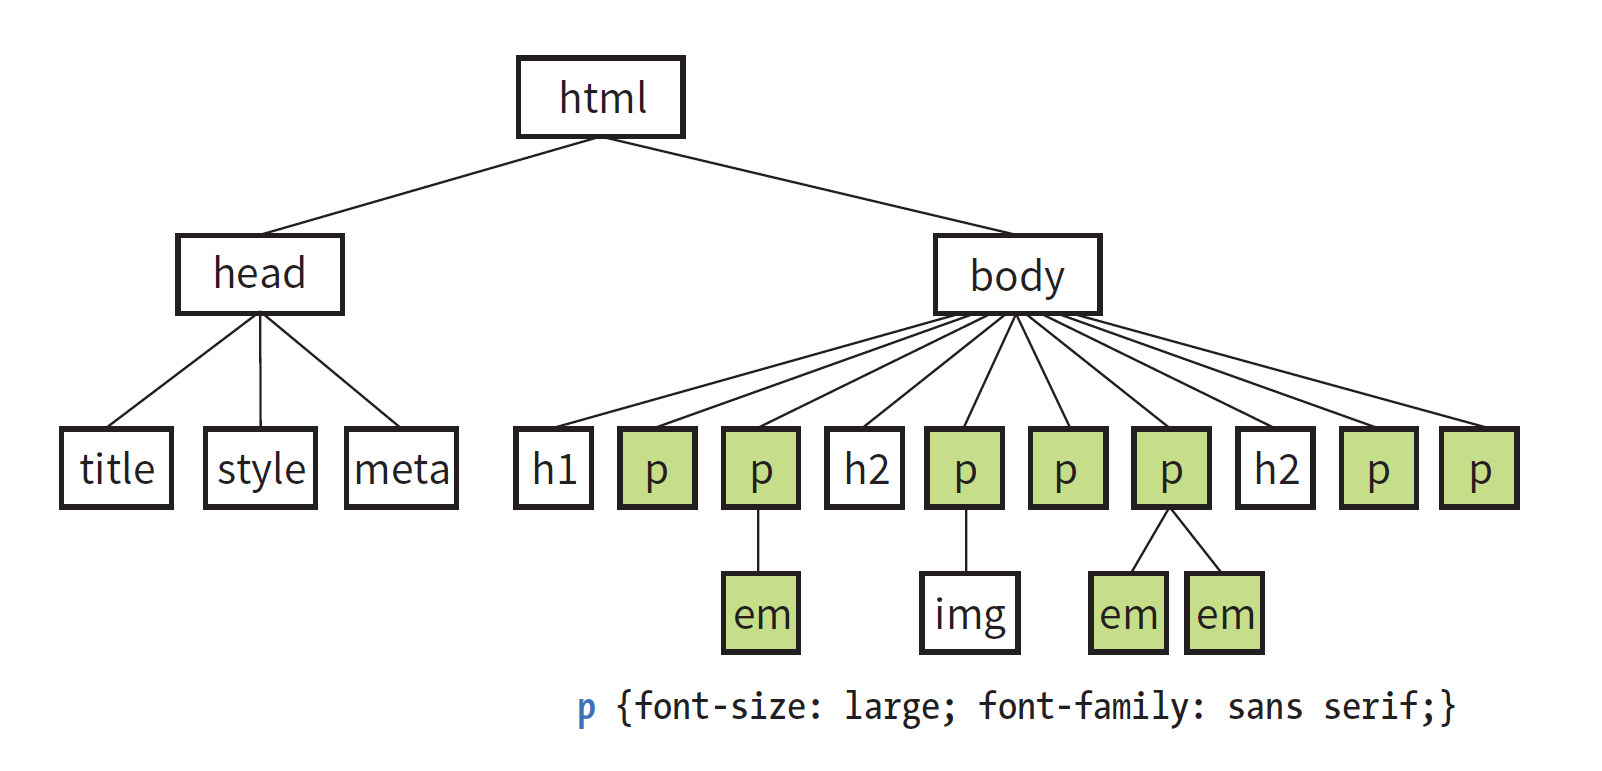 html
head body
title style meta h1 p p h2 p p p h2 p p
em img em em
p {font-size: large; font-family: sans serif;}